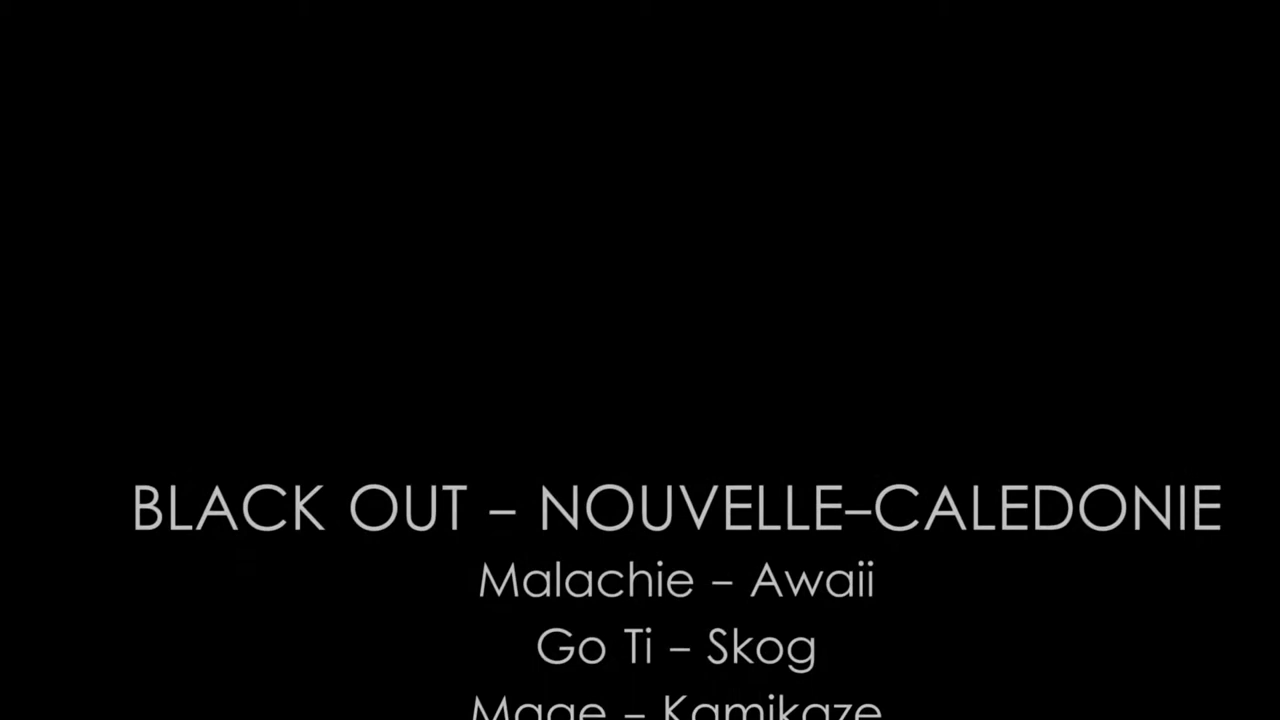 BLACK OUT – NOUVELLE–CALEDONIE
Malachie – Awaii
Go Ti – Skog
Mage – Kamikaze